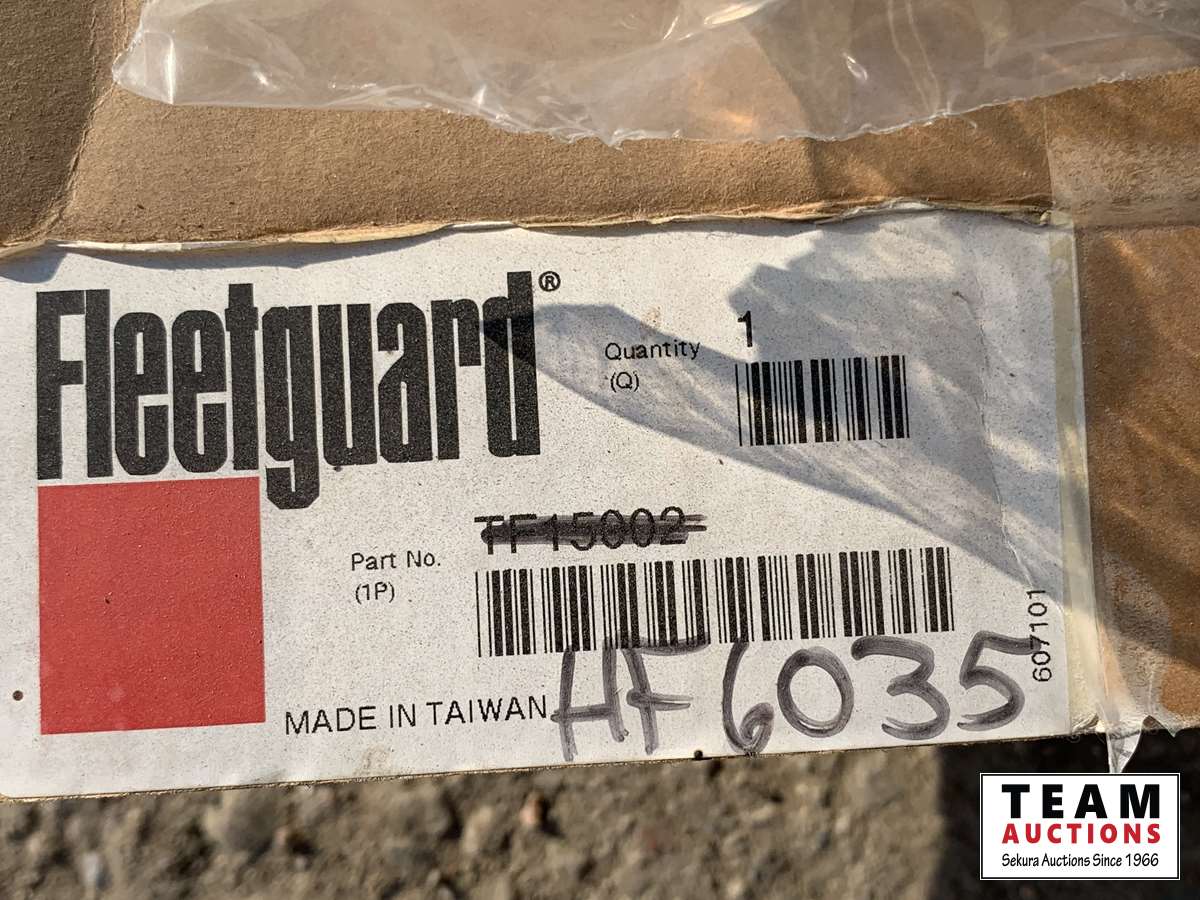 Fleetguard®
Quantity 1
(Q)
Part No. TF15002
(1P)
607101
MADE IN TAIWAN HF6035
TEAM
AUCTIONS
Sekura Auctions Since 1966